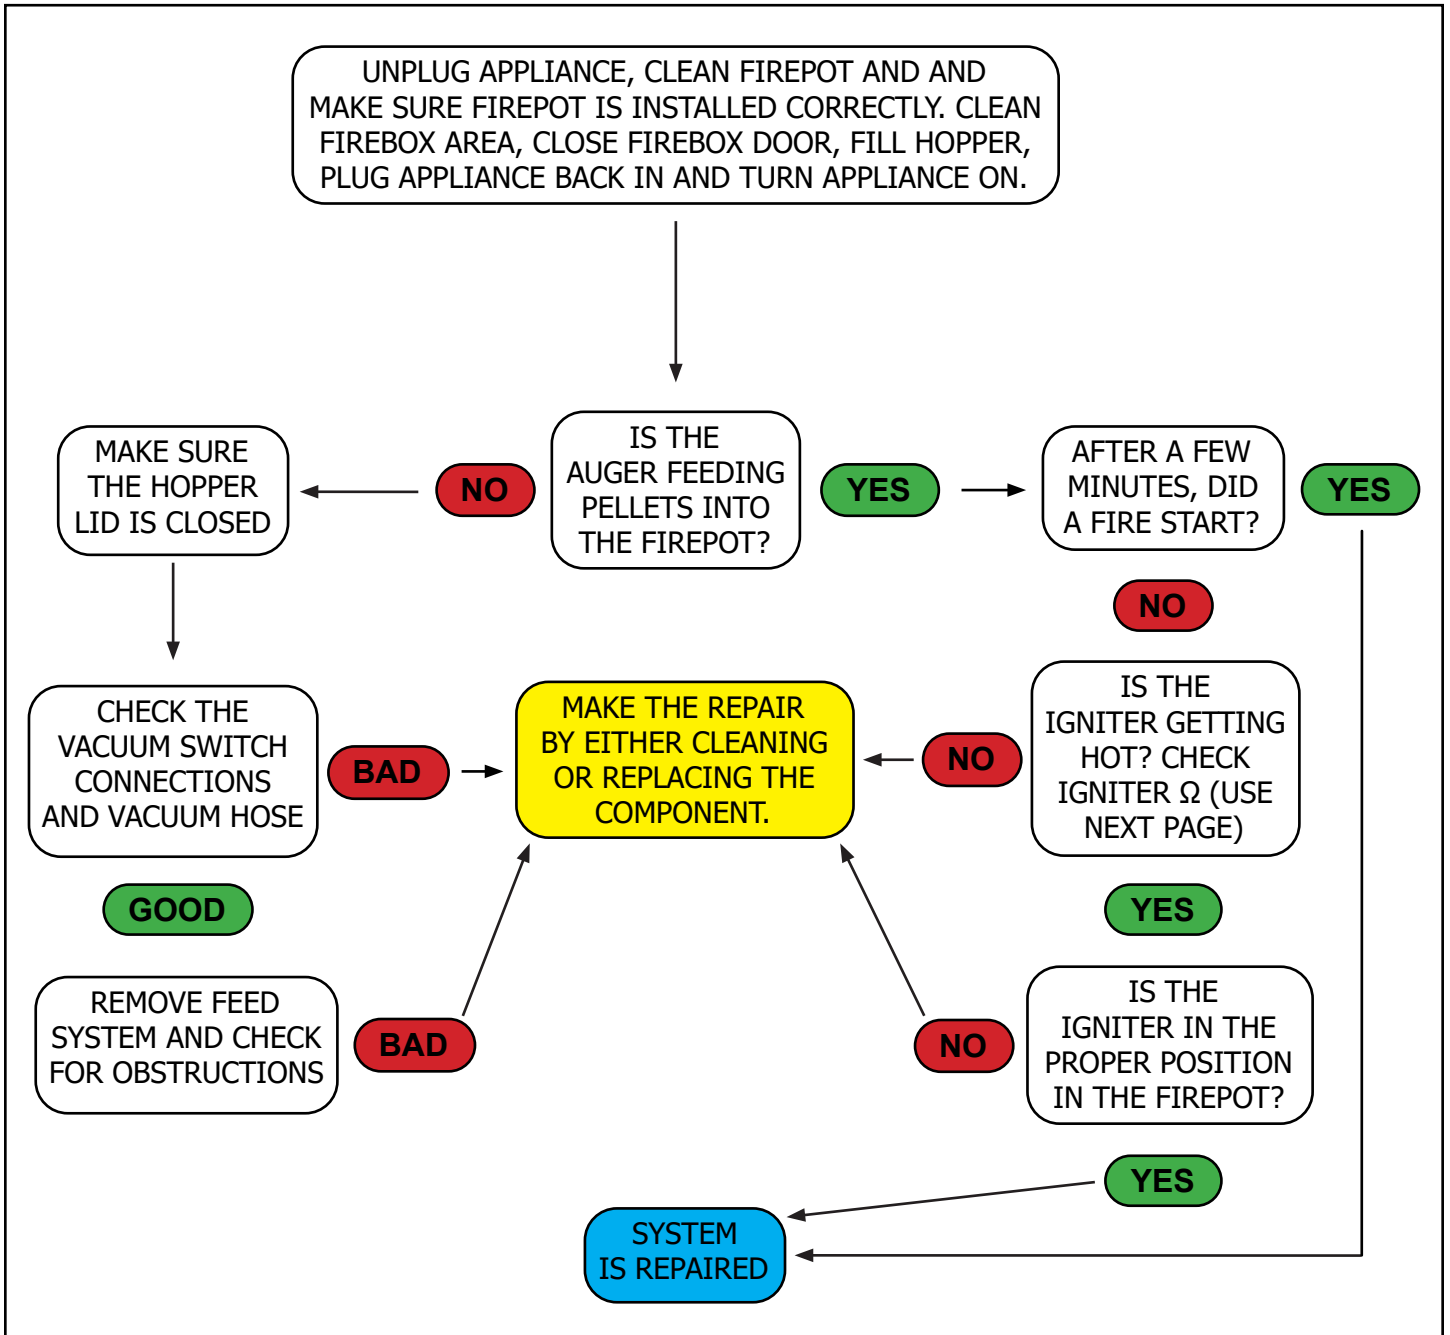 UNPLUG APPLIANCE, CLEAN FIREPOT AND AND
MAKE SURE FIREPOT IS INSTALLED CORRECTLY. CLEAN
FIREBOX AREA, CLOSE FIREBOX DOOR, FILL HOPPER,
PLUG APPLIANCE BACK IN AND TURN APPLIANCE ON.
MAKE SURE
THE HOPPER
LID IS CLOSED
NO
IS THE
AUGER FEEDING
PELLETS INTO
THE FIREPOT?
YES
AFTER A FEW
MINUTES, DID
A FIRE START?
YES
NO
CHECK THE
VACUUM SWITCH
CONNECTIONS
AND VACUUM HOSE
BAD
MAKE THE REPAIR
BY EITHER CLEANING
OR REPLACING THE
COMPONENT.
NO
IS THE
IGNITER GETTING
HOT? CHECK
IGNITER Ω (USE
NEXT PAGE)
GOOD
YES
REMOVE FEED
SYSTEM AND CHECK
FOR OBSTRUCTIONS
BAD
NO
IS THE
IGNITER IN THE
PROPER POSITION
IN THE FIREPOT?
YES
SYSTEM
IS REPAIRED